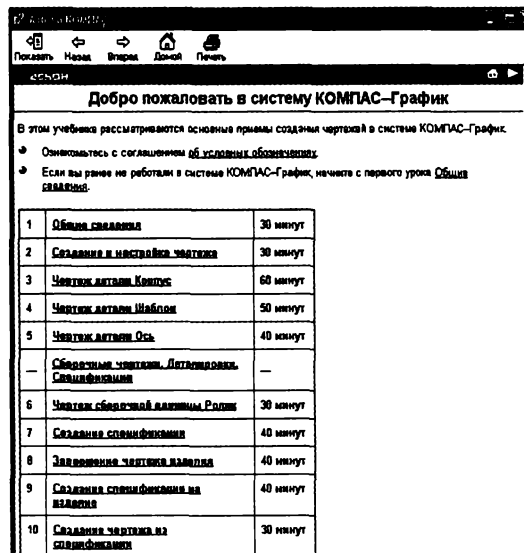 Показать Назад Вперед Домой Печать
АСКОН
Добро пожаловать в систему КОМПАС–График
В этом учебнике рассматриваются основные приемы создания чертежей в системе КОМПАС–График.
Ознакомьтесь с соглашением об условных обозначениях.
Если вы ранее не работали в системе КОМПАС–График, начните с первого урока Общие
сведения.
1 Общие сведения 30 минут
2 Создание и настройка чертежа 30 минут
3 Чертеж детали Корпус 60 минут
4 Чертеж детали Шаблон 50 минут
5 Чертеж детали Ось 40 минут
— Сборочные чертежи. Деталировки. —
Спецификации
6 Чертеж сборочной единицы Ролик 30 минут
7 Создание спецификации 40 минут
8 Завершение чертежа изделия 40 минут
9 Создание спецификации на 40 минут
изделие
10 Создание чертежа из 30 минут
спецификации